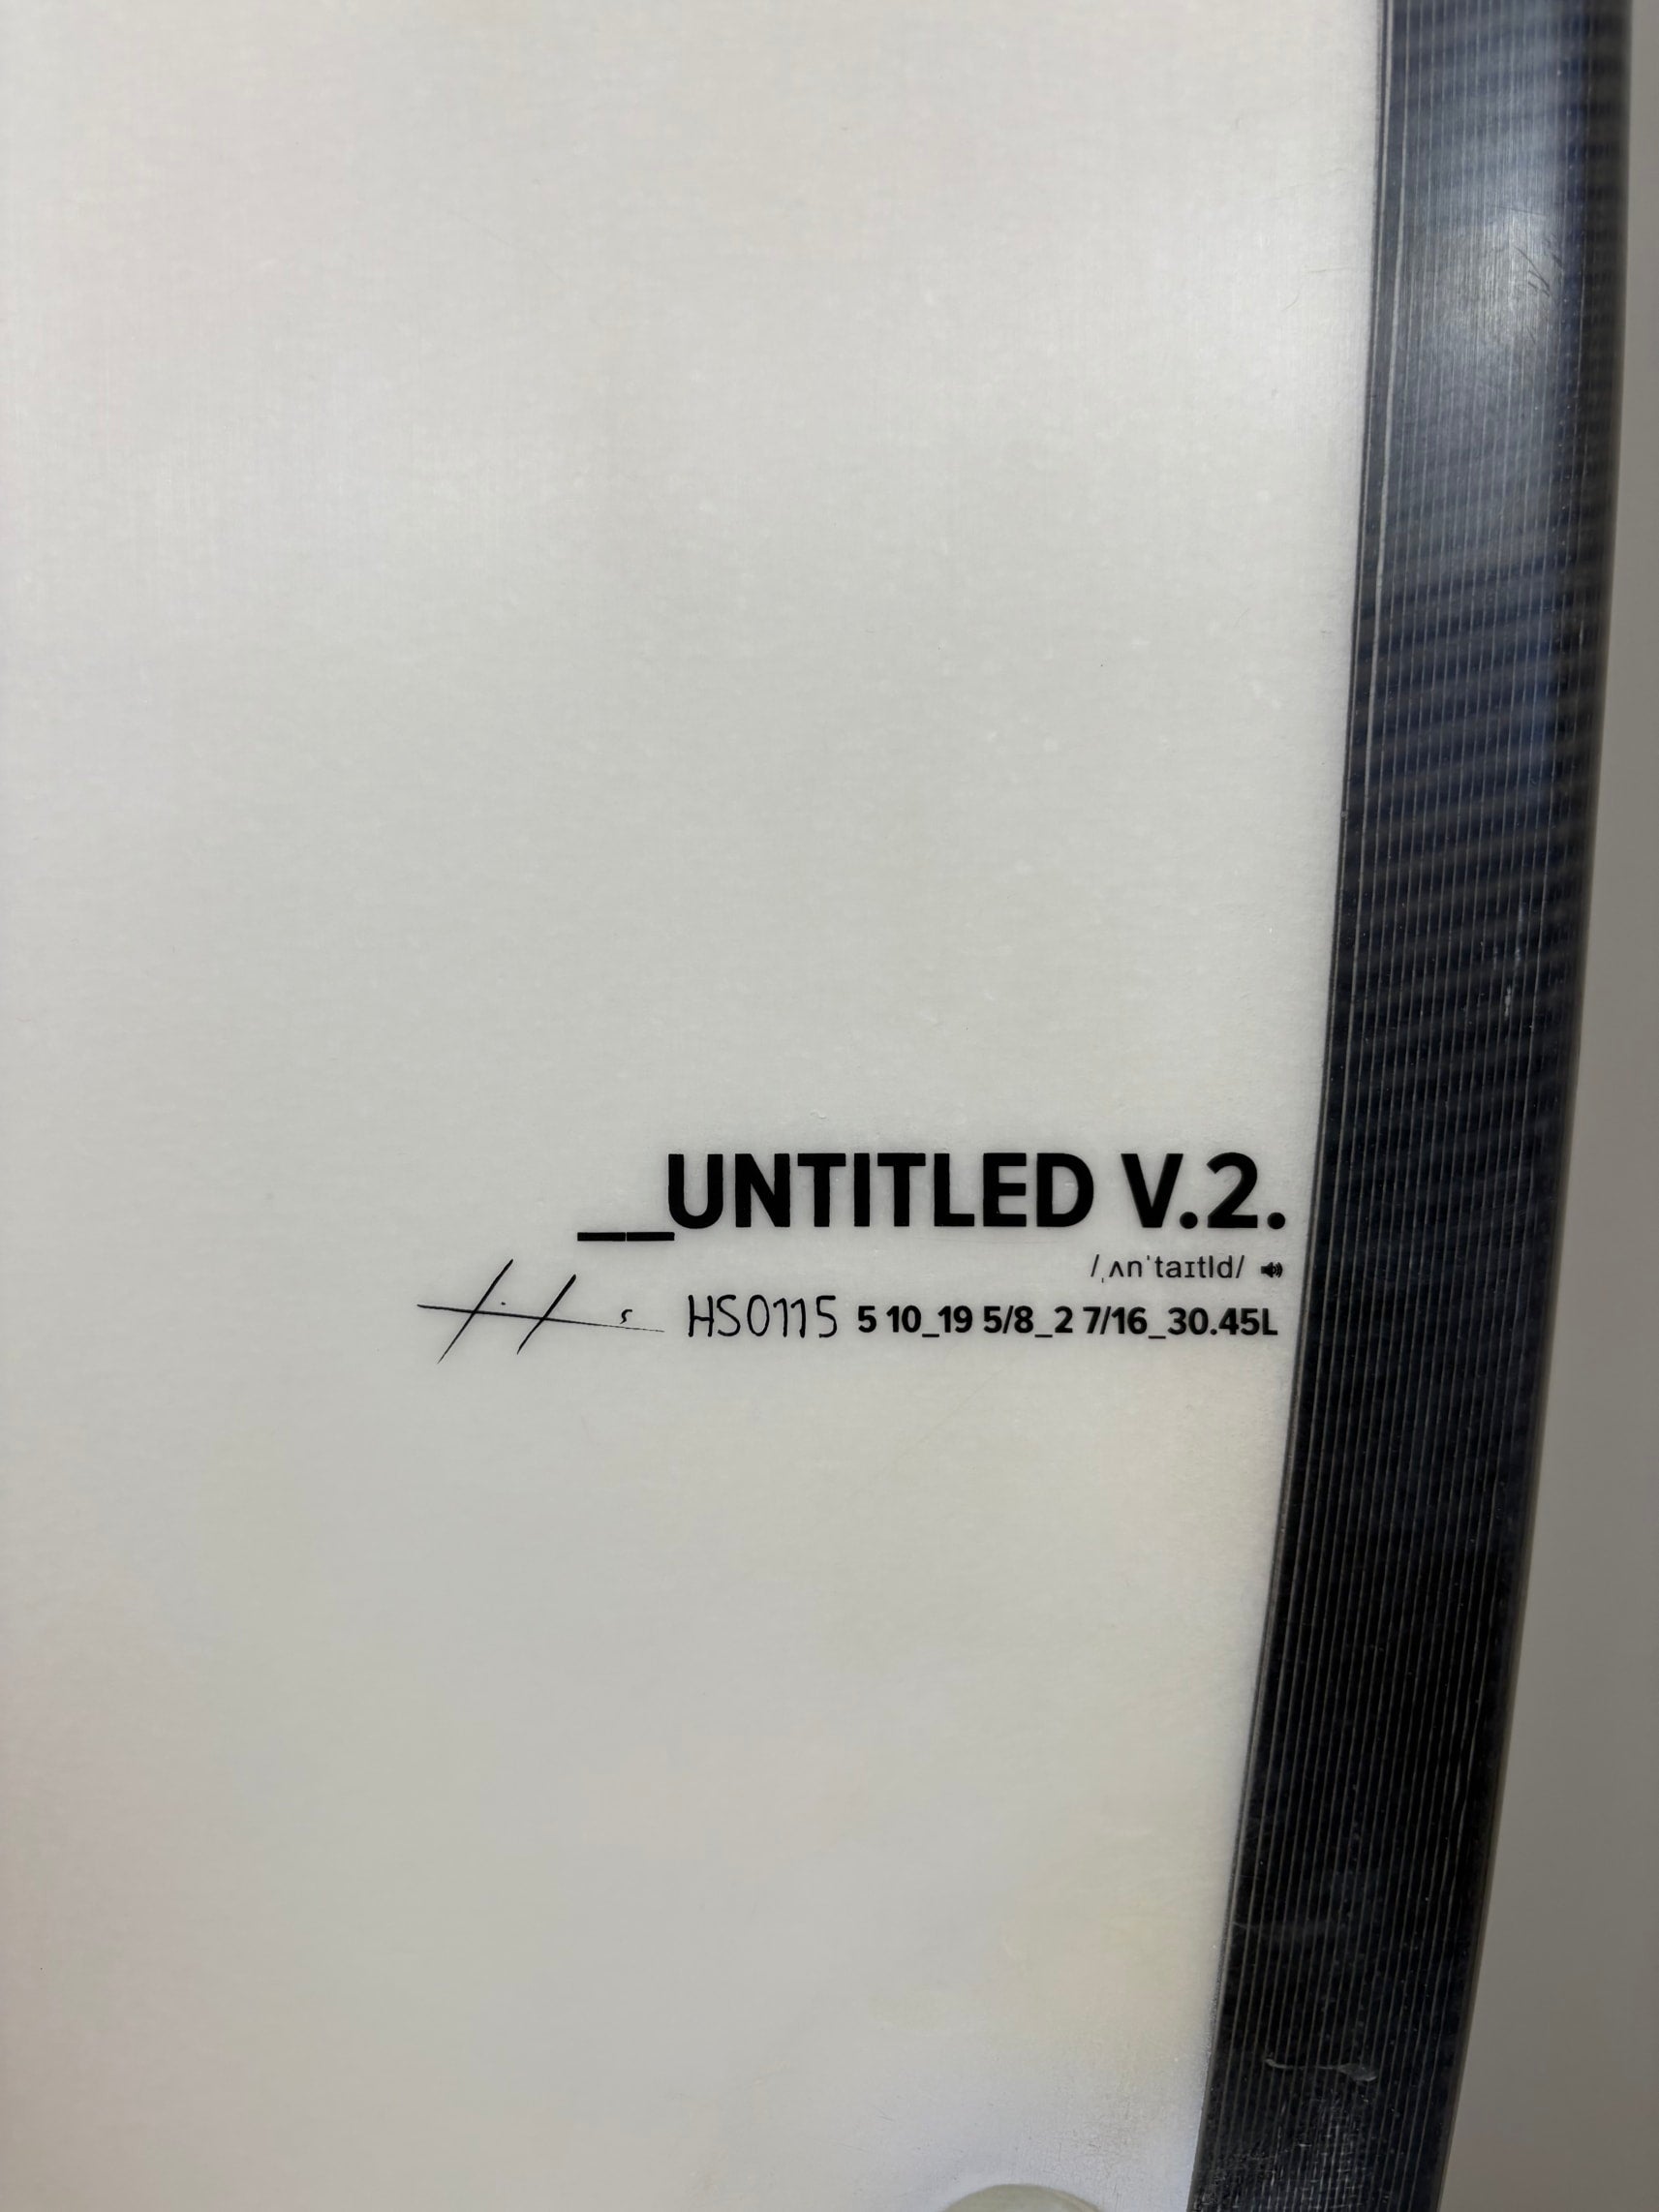 __UNTITLED V.2.
/ˌʌnˈtaɪtld/
HS0115 5 10_19 5/8_2 7/16_30.45L